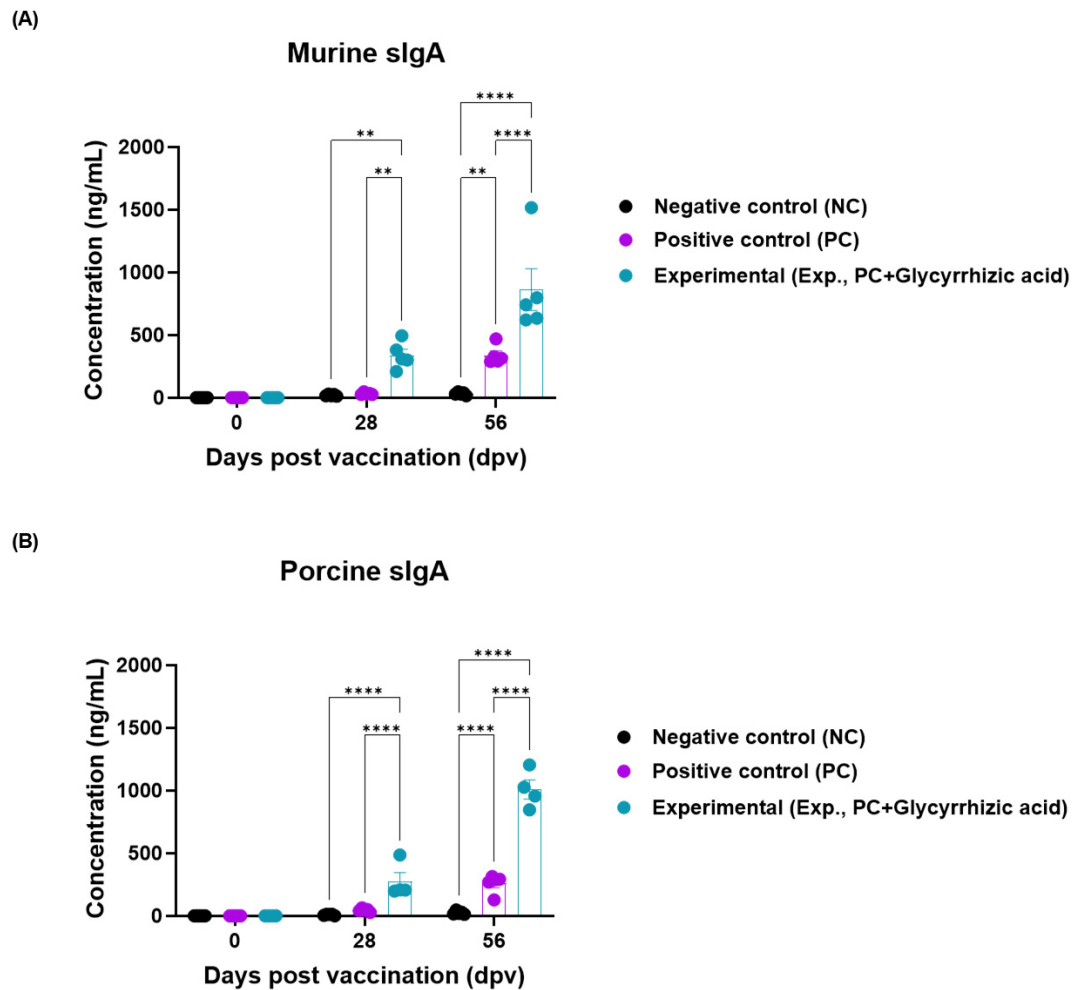 (A)
Murine sIgA
Concentration (ng/mL)
2000
1500
1000
500
0
**
**
****
**
****
0 28 56
Days post vaccination (dpv)
Negative control (NC)
Positive control (PC)
Experimental (Exp., PC+Glycyrrhizic acid)
(B)
Porcine sIgA
Concentration (ng/mL)
2000
1500
1000
500
0
****
****
****
****
****
0 28 56
Days post vaccination (dpv)
Negative control (NC)
Positive control (PC)
Experimental (Exp., PC+Glycyrrhizic acid)